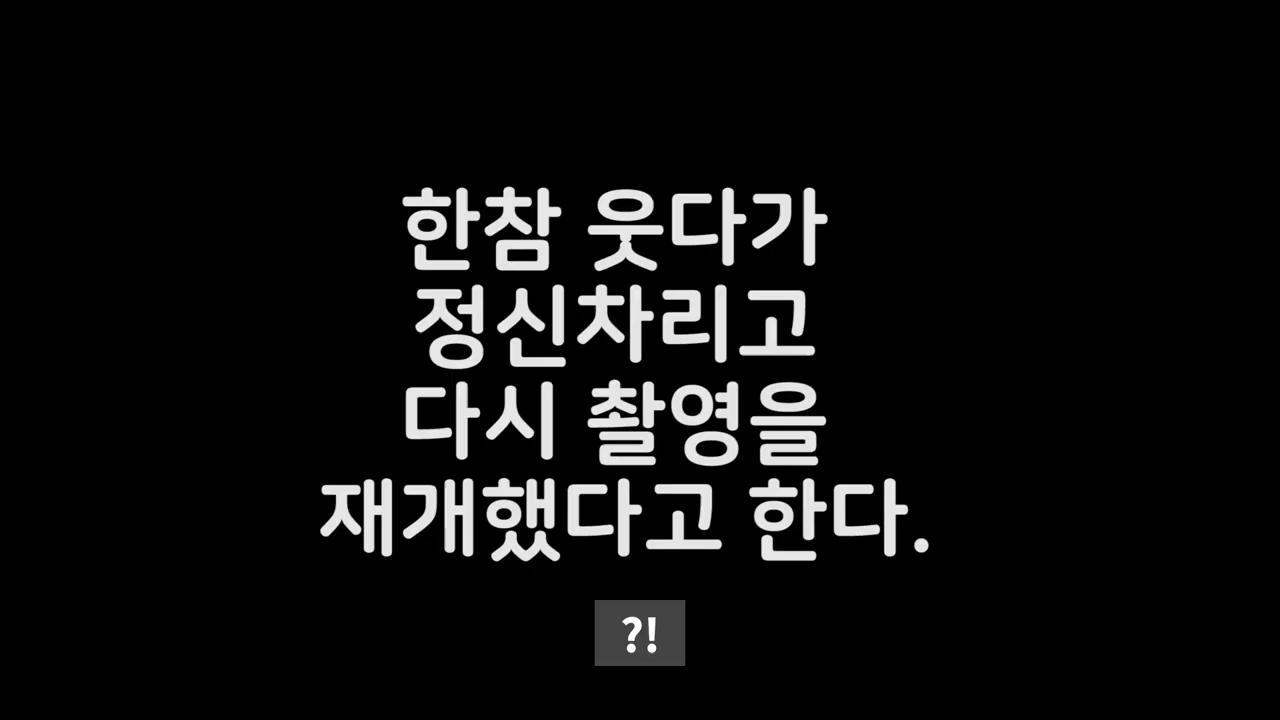 한참 웃다가
정신차리고
다시 촬영을
재개했다고 한다.
?!